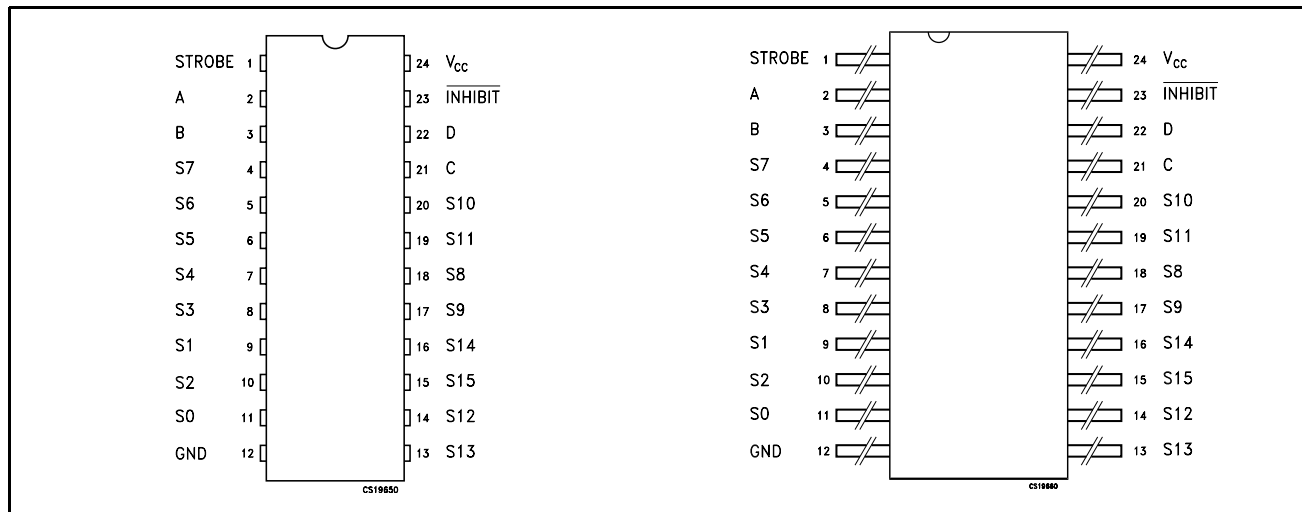 STROBE 1 24 VCC
A 2 23 INHIBIT
B 3 22 D
S7 4 21 C
S6 5 20 S10
S5 6 19 S11
S4 7 18 S8
S3 8 17 S9
S1 9 16 S14
S2 10 15 S15
S0 11 14 S12
GND 12 13 S13
CS19650
STROBE 1 24 VCC
A 2 23 INHIBIT
B 3 22 D
S7 4 21 C
S6 5 20 S10
S5 6 19 S11
S4 7 18 S8
S3 8 17 S9
S1 9 16 S14
S2 10 15 S15
S0 11 14 S12
GND 12 13 S13
CS19660